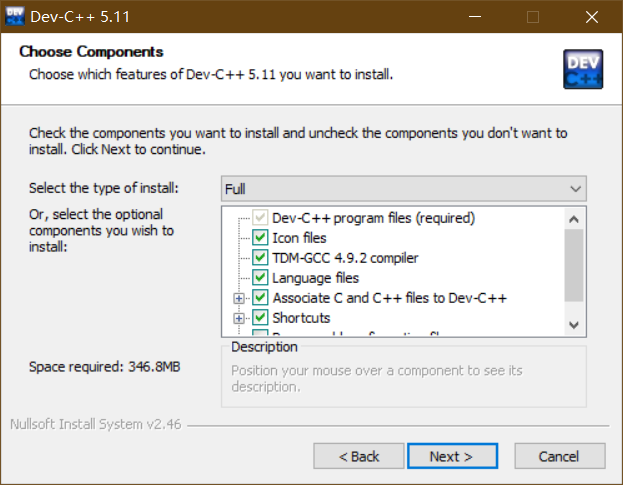 Dev-C++ 5.11
Choose Components
Choose which features of Dev-C++ 5.11 you want to install.
DEV
C++
Check the components you want to install and uncheck the components you don't want to
install. Click Next to continue.
Select the type of install:
Full
Or, select the optional
components you wish to
install:
Dev-C++ program files (required)
Icon files
TDM-GCC 4.9.2 compiler
Language files
Associate C and C++ files to Dev-C++
Shortcuts
Space required: 346.8MB
Description
Position your mouse over a component to see its
description.
Nullsoft Install System v2.46
< Back
Next >
Cancel